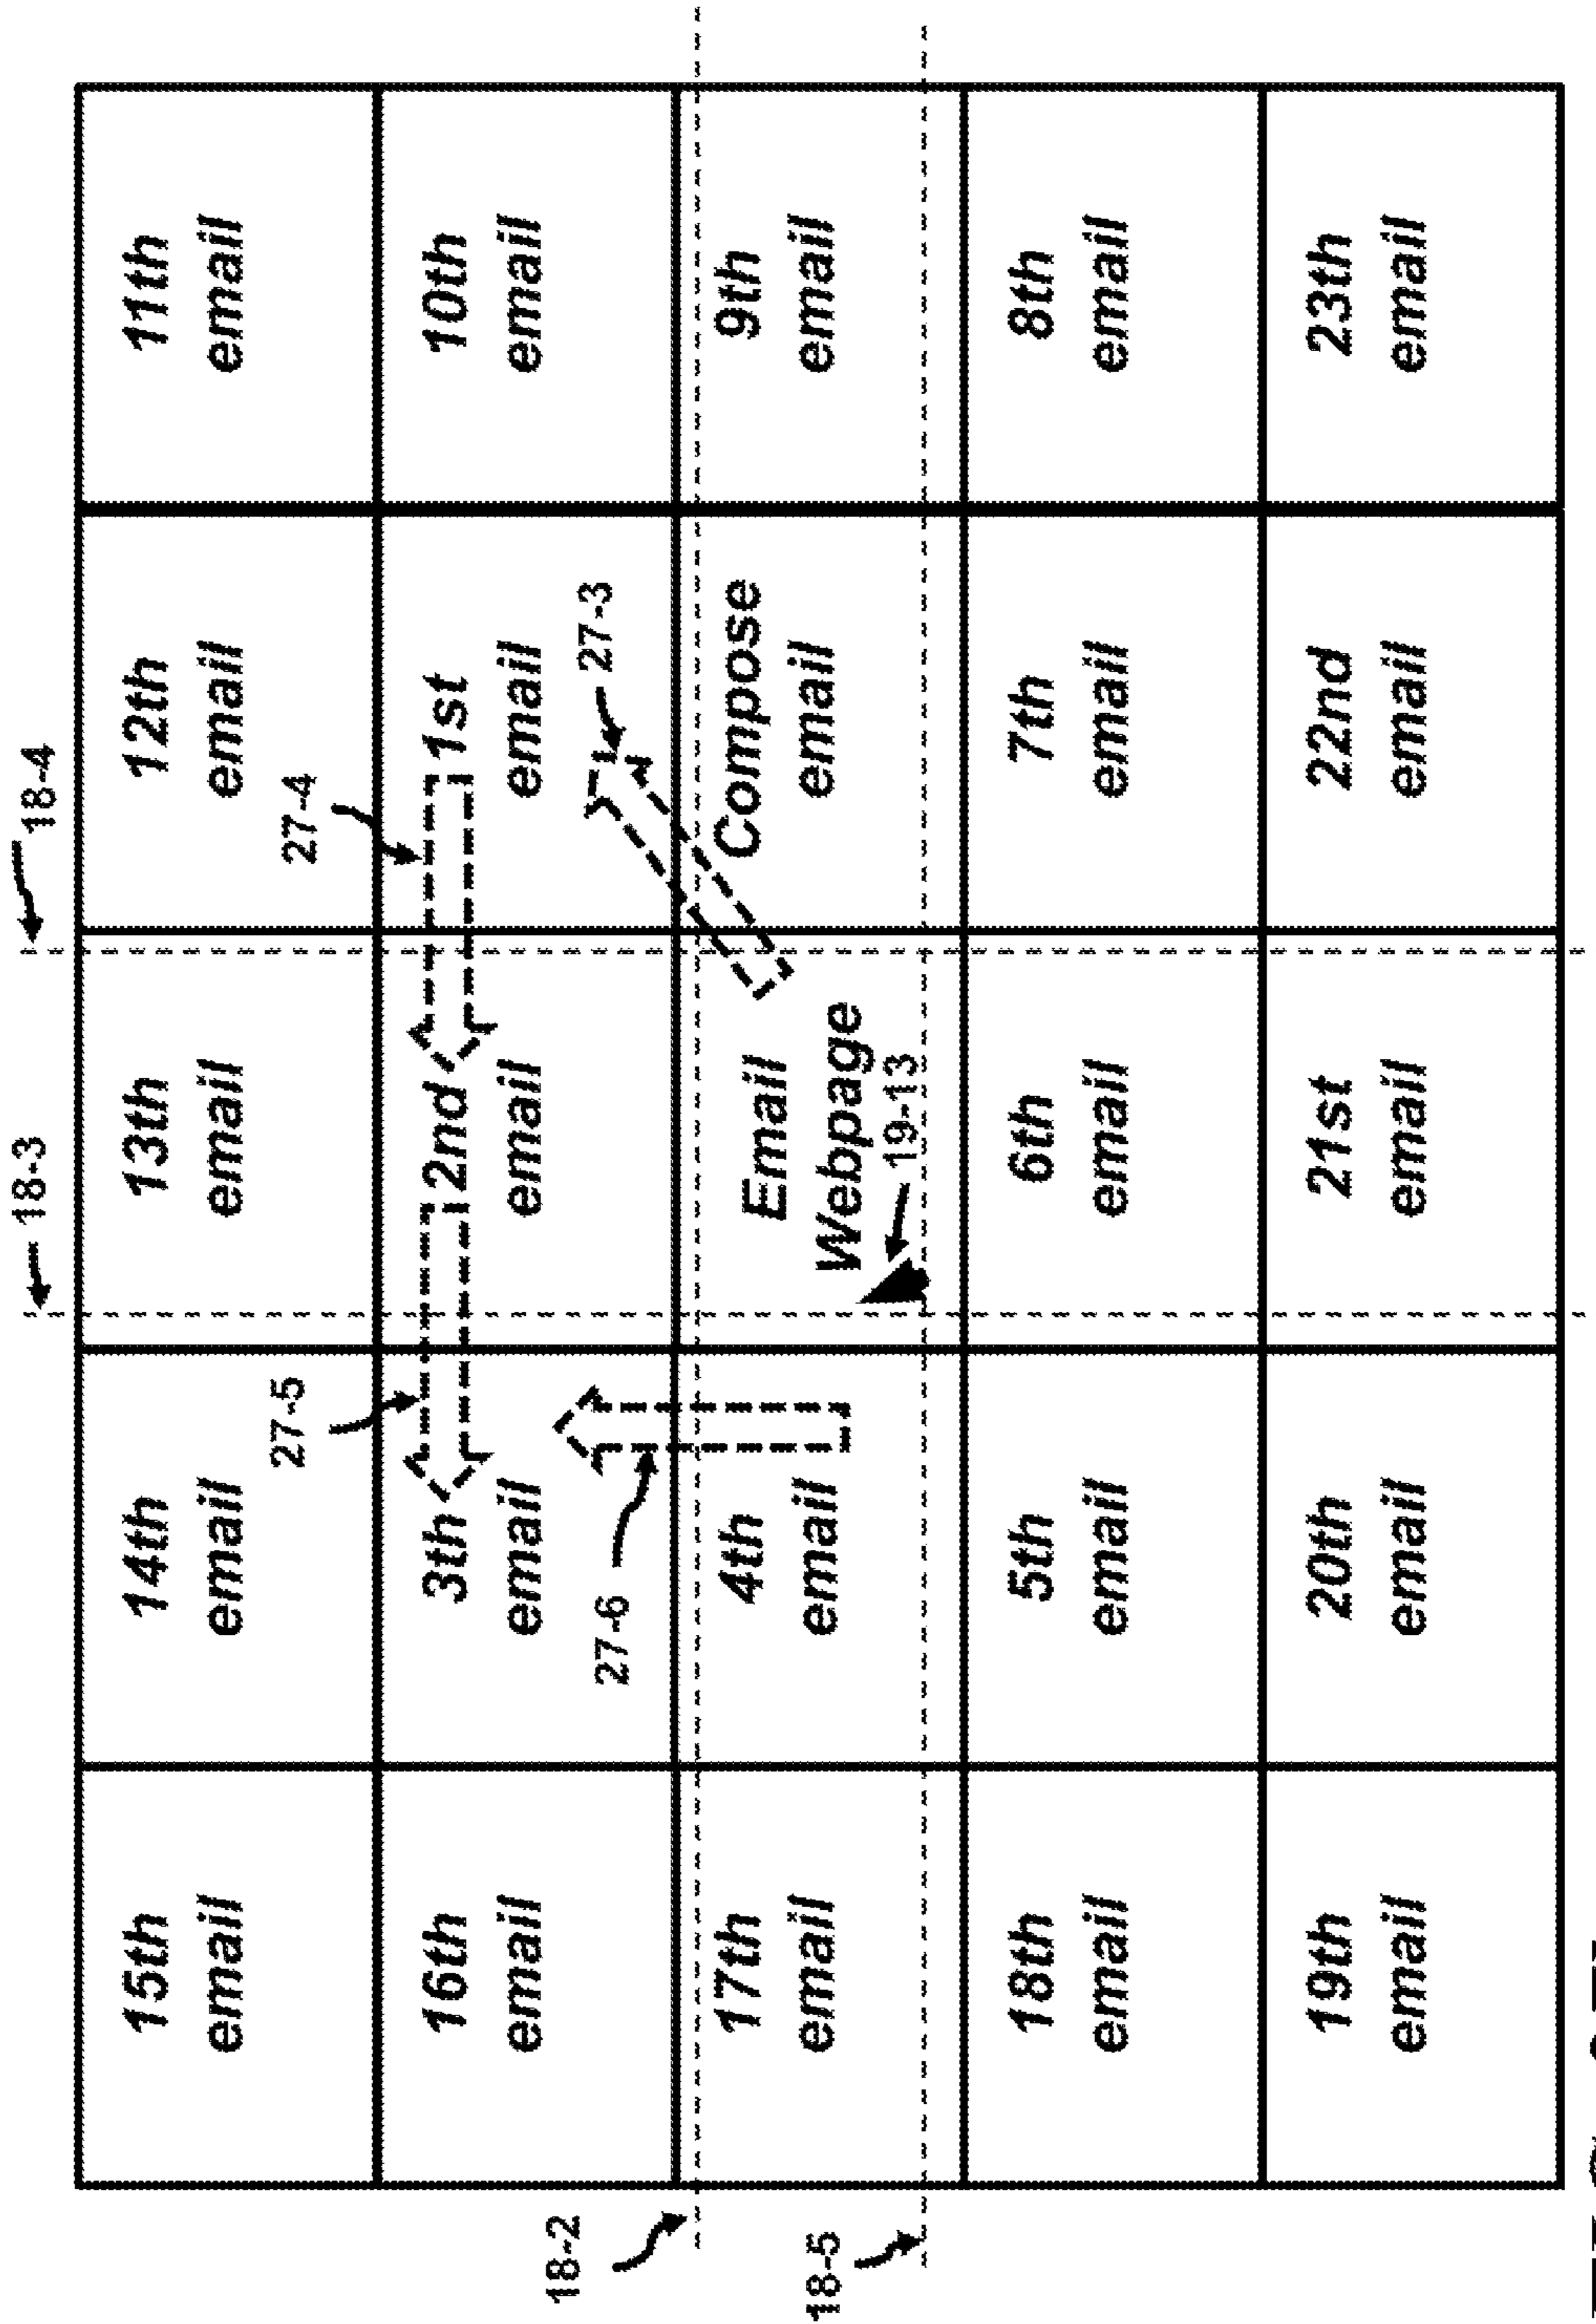 18-3 18-4
15th 14th 13th 12th 11th
email email email email email
27-5 27-4
16th 3th 2nd 1st 10th
email email email email email
18-2 27-6 27-3
17th 4th Email Compose 9th
email email Webpage email email
18-5 19-13
18th 5th 6th 7th 8th
email email email email email
19th 20th 21st 22nd 23th
email email email email email